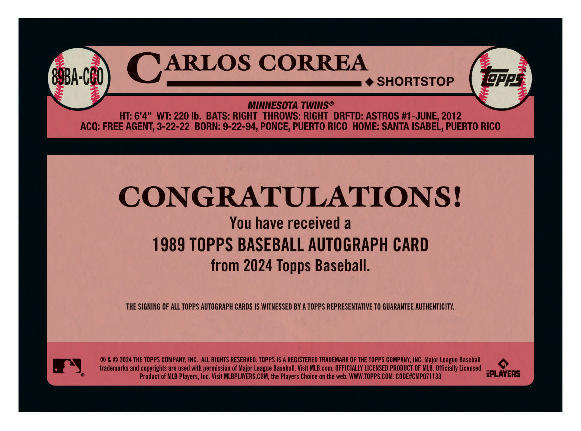 89BA-CCO
CARLOS CORREA
◆ SHORTSTOP
Topps
MINNESOTA TWINS®
HT: 6'4" WT: 220 lb. BATS: RIGHT THROWS: RIGHT DRFTD: ASTROS #1-JUNE, 2012
ACQ: FREE AGENT, 3-22-22 BORN: 9-22-94, PONCE, PUERTO RICO HOME: SANTA ISABEL, PUERTO RICO
CONGRATULATIONS!
You have received a
1989 TOPPS BASEBALL AUTOGRAPH CARD
from 2024 Topps Baseball.
THE SIGNING OF ALL TOPPS AUTOGRAPH CARDS IS WITNESSED BY A TOPPS REPRESENTATIVE TO GUARANTEE AUTHENTICITY.
® & © 2024 THE TOPPS COMPANY, INC. ALL RIGHTS RESERVED. TOPPS IS A REGISTERED TRADEMARK OF THE TOPPS COMPANY, INC. Major League Baseball
trademarks and copyrights are used with permission of Major League Baseball. Visit MLB.com. OFFICIALLY LICENSED PRODUCT OF MLB. Officially Licensed
Product of MLB Players, Inc. Visit MLBPLAYERS.COM, the Players Choice on the web. WWW.TOPPS.COM. CODE#CMP071133
PLAYERS